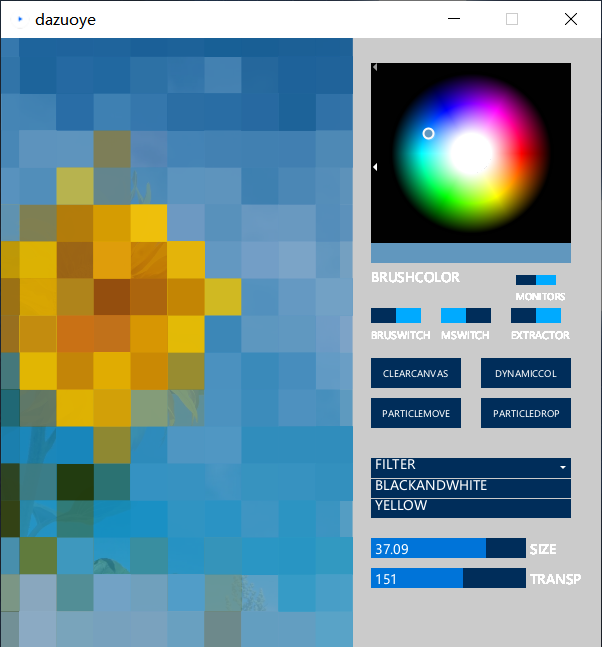 dazuoye
BRUSHCOLOR
MONITORS
BRUSWITCH MSWITCH EXTRACTOR
CLEARCANVAS DYNAMICCOL
PARTICLEMOVE PARTICLEDROP
FILTER
BLACKANDWHITE
YELLOW
37.09 SIZE
151 TRANSP